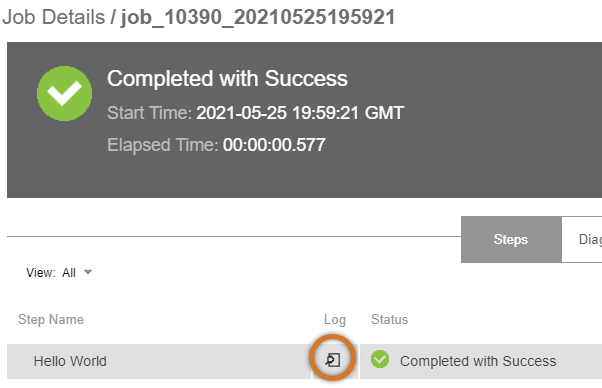 Job Details / job_10390_20210525195921
Completed with Success
Start Time: 2021-05-25 19:59:21 GMT
Elapsed Time: 00:00:00.577
Steps
Diag
View: All
Step Name Log Status
Hello World Completed with Success